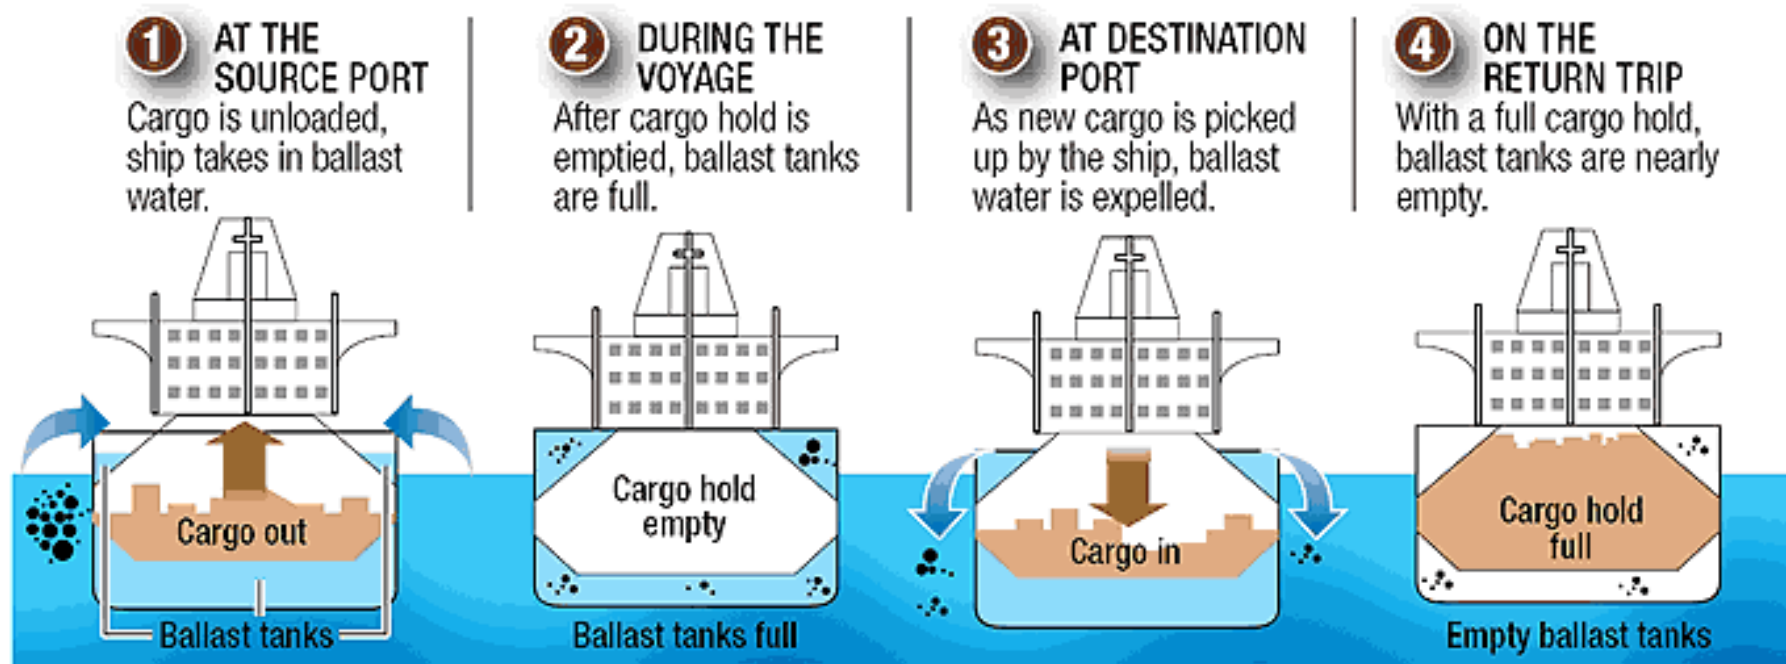 1
AT THE
SOURCE PORT
Cargo is unloaded,
ship takes in ballast
water.
Cargo out
Ballast tanks
2
DURING THE
VOYAGE
After cargo hold is
emptied, ballast tanks
are full.
Cargo hold
empty
Ballast tanks full
3
AT DESTINATION
PORT
As new cargo is picked
up by the ship, ballast
water is expelled.
Cargo in
4
ON THE
RETURN TRIP
With a full cargo hold,
ballast tanks are nearly
empty.
Cargo hold
full
Empty ballast tanks